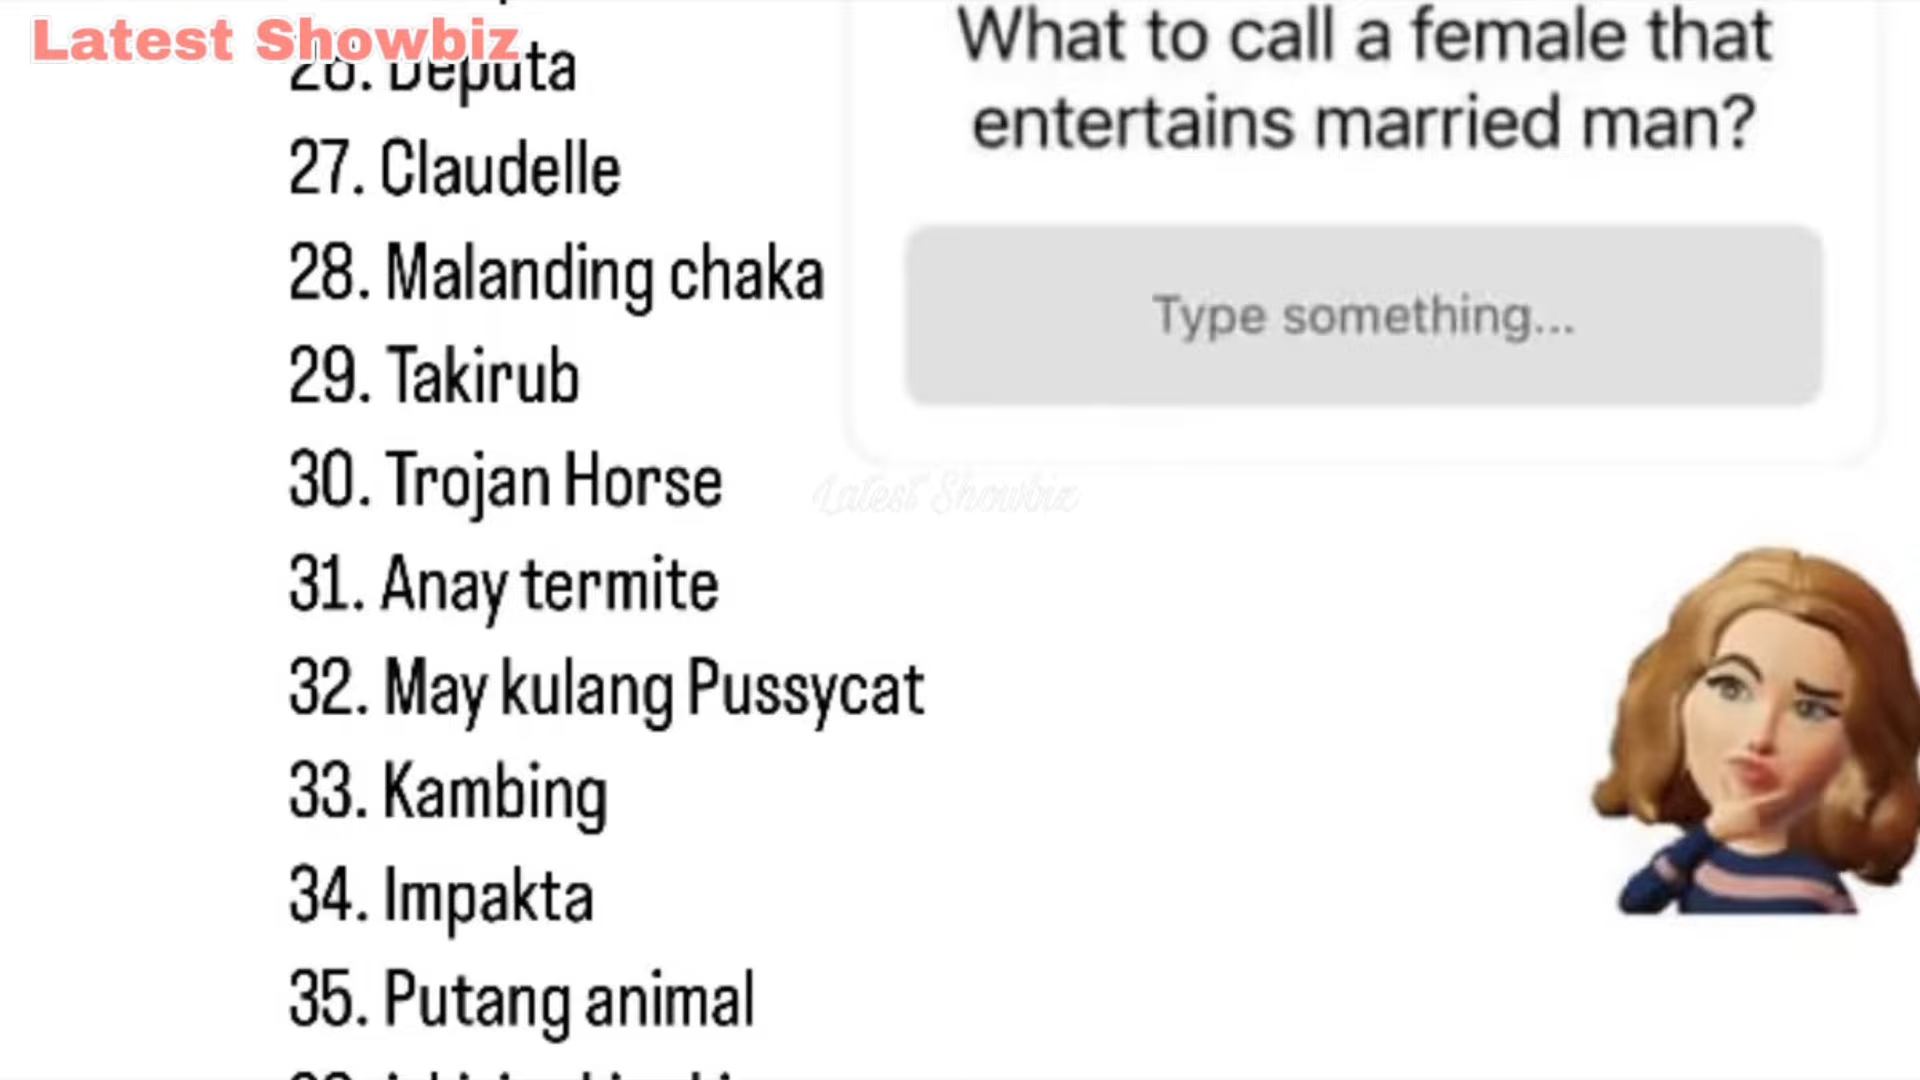 Latest Showbiz
26. Deputa
27. Claudelle
28. Malanding chaka
29. Takirub
30. Trojan Horse
31. Anay termite
32. May kulang Pussycat
33. Kambing
34. Impakta
35. Putang animal
What to call a female that
entertains married man?
Type something...
Latest Showbiz